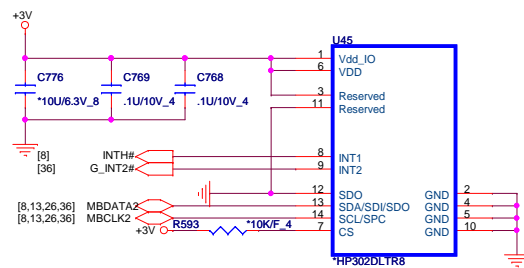 +3V
U45
C776
C769
C768
*10U/6.3V_8
.1U/10V_4
.1U/10V_4
1
Vdd_IO
6
VDD
3
Reserved
11
Reserved
[8]
INTH#
8
INT1
[36]
G_INT2#
9
INT2
12
SDO
GND
2
[8,13,26,36]
MBDATA2
13
SDA/SDI/SDO
GND
4
[8,13,26,36]
MBCLK2
14
SCL/SPC
GND
5
+3V
R593
*10K/F_4
7
CS
GND
10
*HP302DLTR8